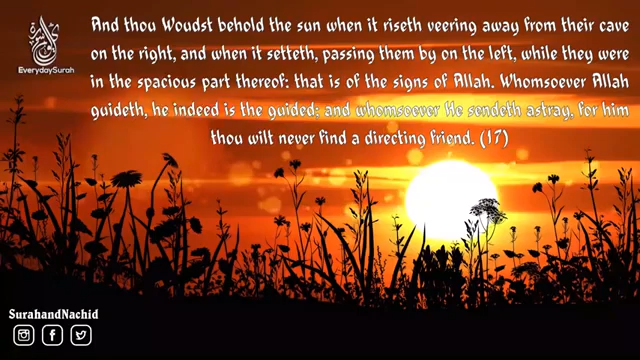 And thou Woudst behold the sun when it riseth veering away from their cave
on the right, and when it setteth, passing them by on the left, while they were
in the spacious part thereof: that is of the signs of Allah. Whomsoever Allah
guideth, he indeed is the guided; and whomsoever He sendeth astray, for him
thou wilt never find a directing friend. (17)
EverydaySurah
SurahandNachid